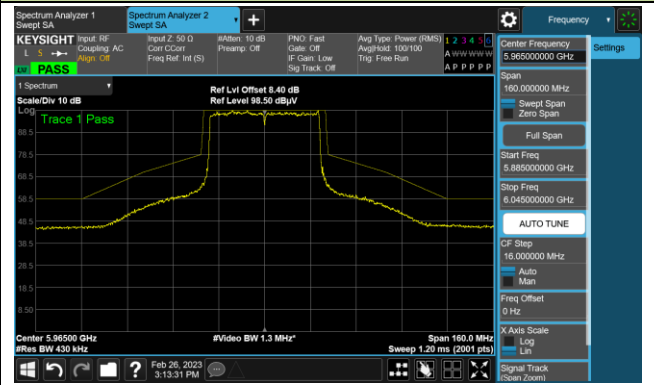 Spectrum Analyzer 1
Swept SA
Spectrum Analyzer 2
Swept SA
Frequency
KEYSIGHT
L S
LNI PASS
Input: RF
Coupling: AC
Align: Off
Input Z: 50 Ω
Corr CCorr
Freq Ref: Int (S)
#Atten: 10 dB
Preamp: Off
PNO: Fast
Gate: Off
IF Gain: Low
Sig Track: Off
Avg Type: Power (RMS)
Avg|Hold: 100/100
Trig: Free Run
1 2 3 4 5 6
A W W W W W
A P P P P P
1 Spectrum
Scale/Div 10 dB
Ref Lvl Offset 8.40 dB
Ref Level 98.50 dBµV
Log
Trace 1 Pass
88.5
78.5
68.5
58.5
48.5
38.5
28.5
18.5
8.50
Center 5.96500 GHz
#Res BW 430 kHz
#Video BW 1.3 MHz*
Span 160.0 MHz
Sweep 1.20 ms (2001 pts)
Feb 26, 2023
3:13:31 PM
Center Frequency
5.965000000 GHz
Settings
Span
160.000000 MHz
Swept Span
Zero Span
Full Span
Start Freq
5.885000000 GHz
Stop Freq
6.045000000 GHz
AUTO TUNE
CF Step
16.000000 MHz
Auto
Man
Freq Offset
0 Hz
X Axis Scale
Log
Lin
Signal Track
(Span Zoom)